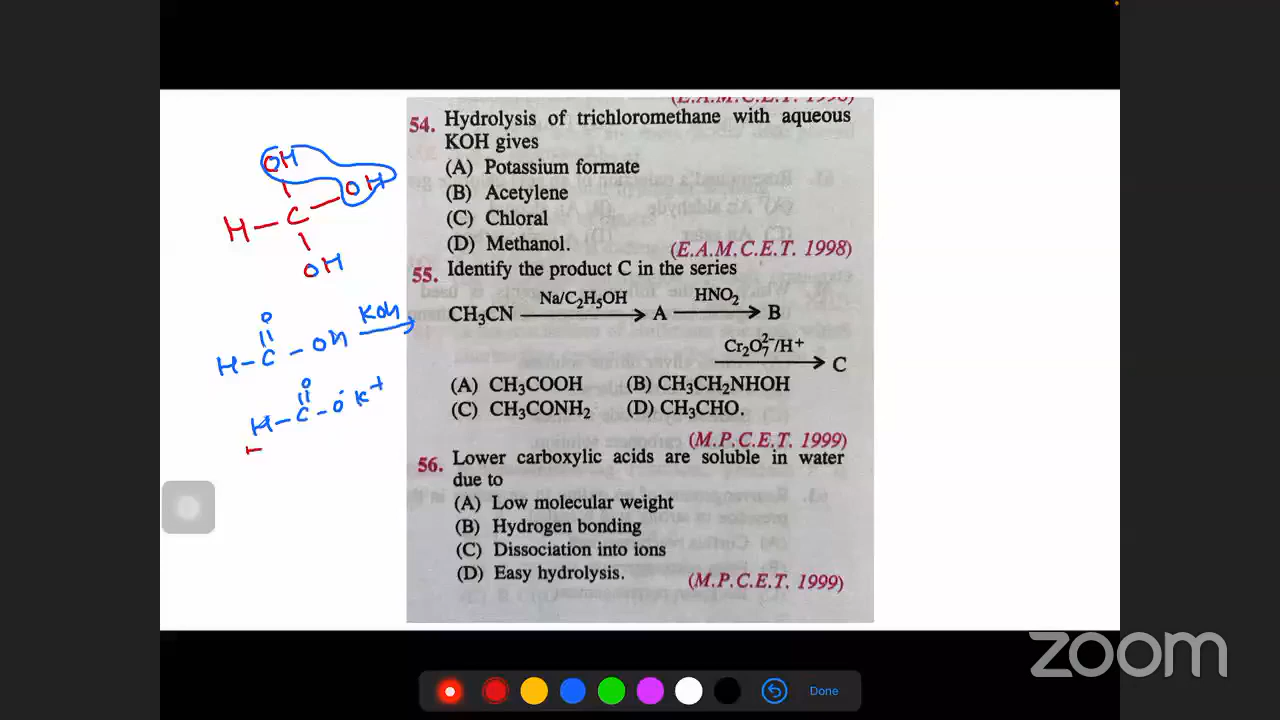 (E.A.M.C.E.T. 1998)
54. Hydrolysis of trichloromethane with aqueous
KOH gives
(A) Potassium formate
(B) Acetylene
(C) Chloral
(D) Methanol.
(E.A.M.C.E.T. 1998)
55. Identify the product C in the series
CH₃CN —Na/C₂H₅OH→ A —HNO₂→ B
—Cr₂O₇²⁻/H⁺→ C
(A) CH₃COOH (B) CH₃CH₂NHOH
(C) CH₃CONH₂ (D) CH₃CHO.
(M.P.C.E.T. 1999)
56. Lower carboxylic acids are soluble in water
due to
(A) Low molecular weight
(B) Hydrogen bonding
(C) Dissociation into ions
(D) Easy hydrolysis.
(M.P.C.E.T. 1999)
OH
OH
H - C
OH
O
H - C - OH KOH
O
H - C - O⁻ K⁺
zoom
Done